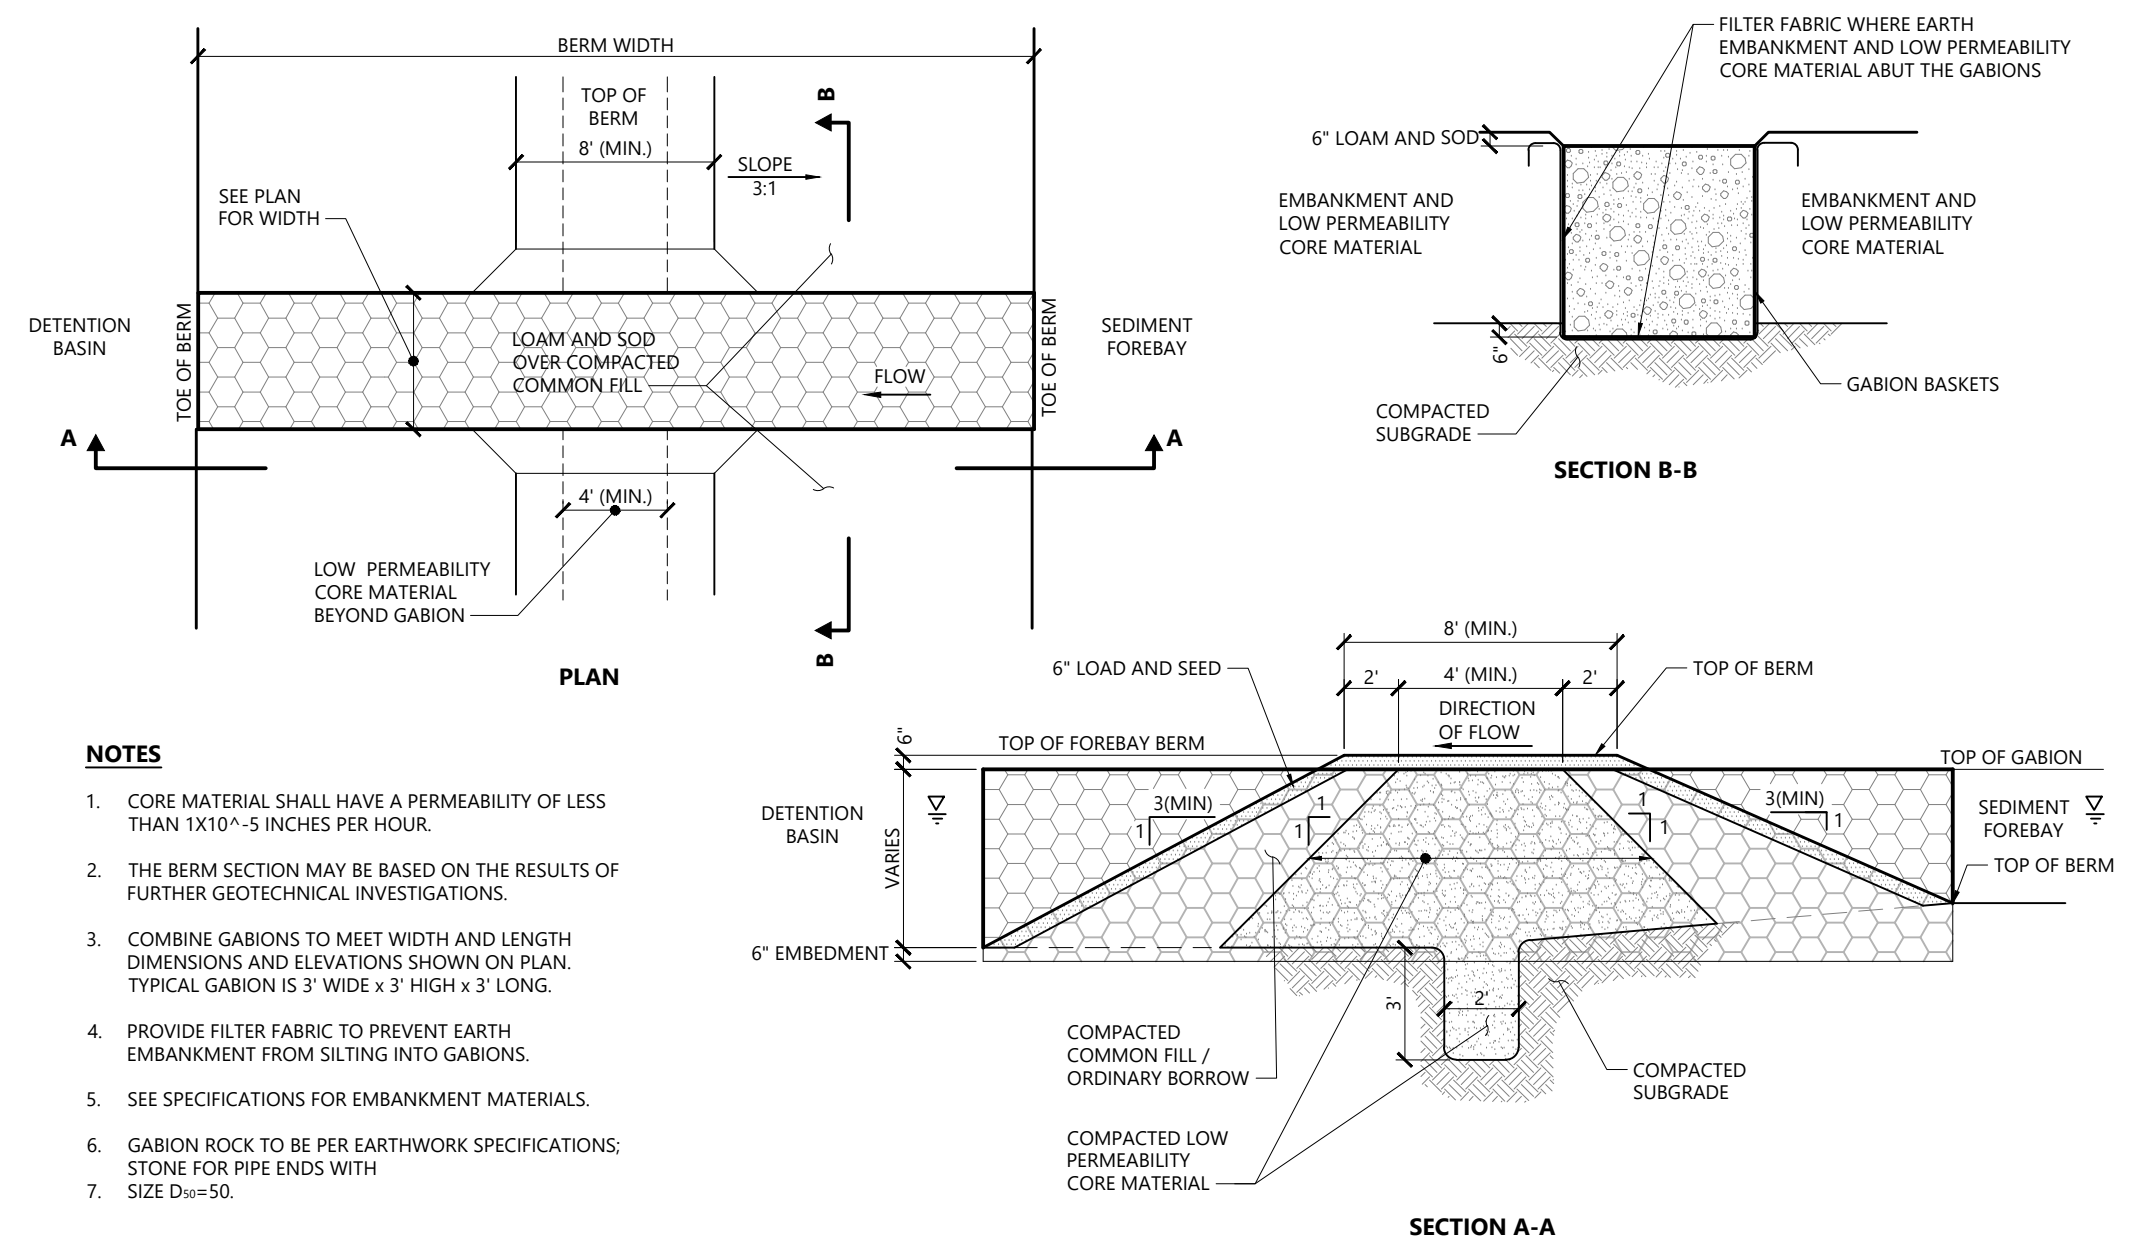 BERM WIDTH
TOP OF
BERM
8' (MIN.)
B
SLOPE
3:1
SEE PLAN
FOR WIDTH
DETENTION
BASIN
TOE OF BERM
LOAM AND SOD
OVER COMPACTED
COMMON FILL
FLOW
TOE OF BERM
SEDIMENT
FOREBAY
A
A
4' (MIN.)
LOW PERMEABILITY
CORE MATERIAL
BEYOND GABION
B
PLAN
FILTER FABRIC WHERE EARTH
EMBANKMENT AND LOW PERMEABILITY
CORE MATERIAL ABUT THE GABIONS
6" LOAM AND SOD
EMBANKMENT AND
LOW PERMEABILITY
CORE MATERIAL
EMBANKMENT AND
LOW PERMEABILITY
CORE MATERIAL
6"
GABION BASKETS
COMPACTED
SUBGRADE
SECTION B-B
NOTES
1. CORE MATERIAL SHALL HAVE A PERMEABILITY OF LESS
THAN 1X10^-5 INCHES PER HOUR.
2. THE BERM SECTION MAY BE BASED ON THE RESULTS OF
FURTHER GEOTECHNICAL INVESTIGATIONS.
3. COMBINE GABIONS TO MEET WIDTH AND LENGTH
DIMENSIONS AND ELEVATIONS SHOWN ON PLAN.
TYPICAL GABION IS 3' WIDE x 3' HIGH x 3' LONG.
4. PROVIDE FILTER FABRIC TO PREVENT EARTH
EMBANKMENT FROM SILTING INTO GABIONS.
5. SEE SPECIFICATIONS FOR EMBANKMENT MATERIALS.
6. GABION ROCK TO BE PER EARTHWORK SPECIFICATIONS;
STONE FOR PIPE ENDS WITH
7. SIZE D50=50.
8' (MIN.)
6" LOAD AND SEED
2'
4' (MIN.)
2'
TOP OF BERM
DIRECTION
OF FLOW
6"
TOP OF FOREBAY BERM
TOP OF GABION
DETENTION
BASIN
VARIES
3(MIN)
1
1
1
1
1
3(MIN)
1
SEDIMENT
FOREBAY
TOP OF BERM
6" EMBEDMENT
3'
2'
COMPACTED
COMMON FILL /
ORDINARY BORROW
COMPACTED
SUBGRADE
COMPACTED LOW
PERMEABILITY
CORE MATERIAL
SECTION A-A